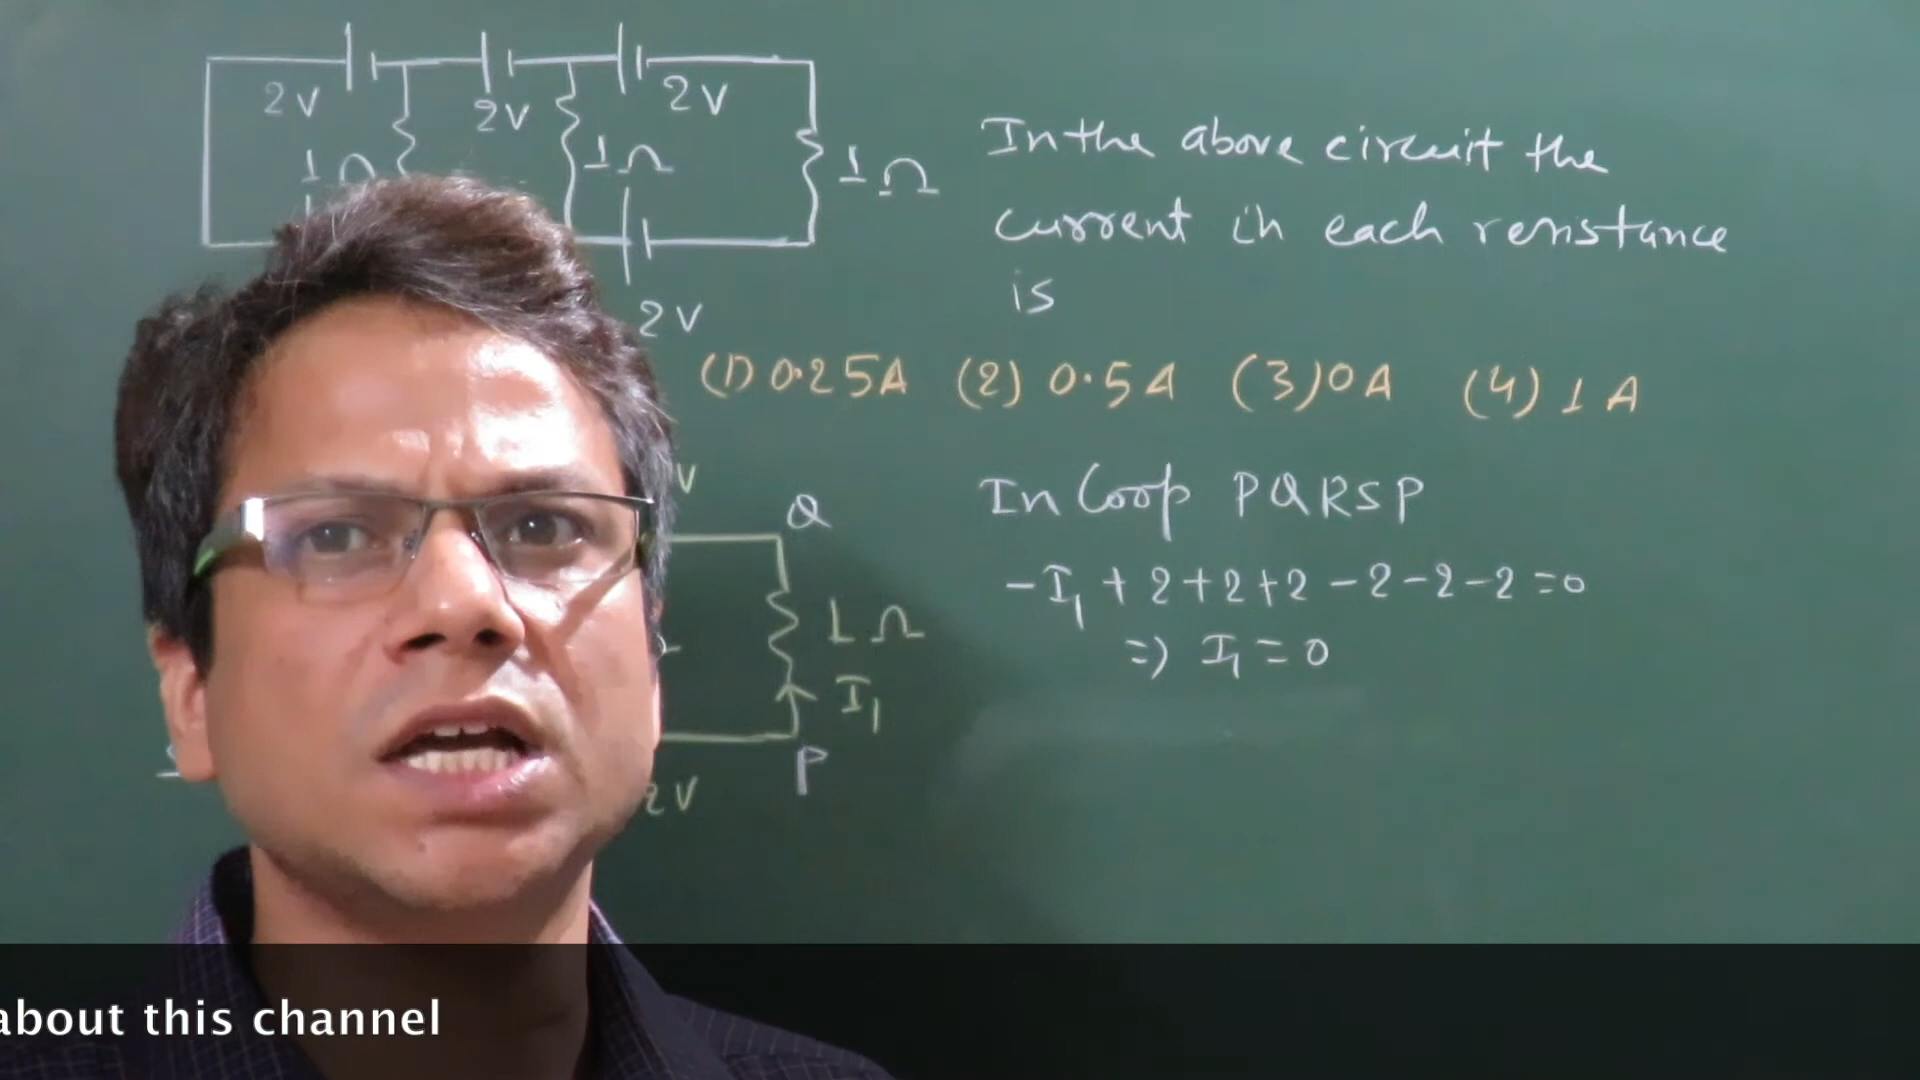 2V
2V
2V
1Ω
1Ω
1Ω
2V
In the above circuit the
current in each resistance
is
(1) 0.25A (2) 0.5A (3) 0A (4) 1A
V
Q
In Loop PQRSP
-I₁ + 2+2+2-2-2-2=0
1Ω
=> I₁ = 0
I₁
P
2V
about this channel